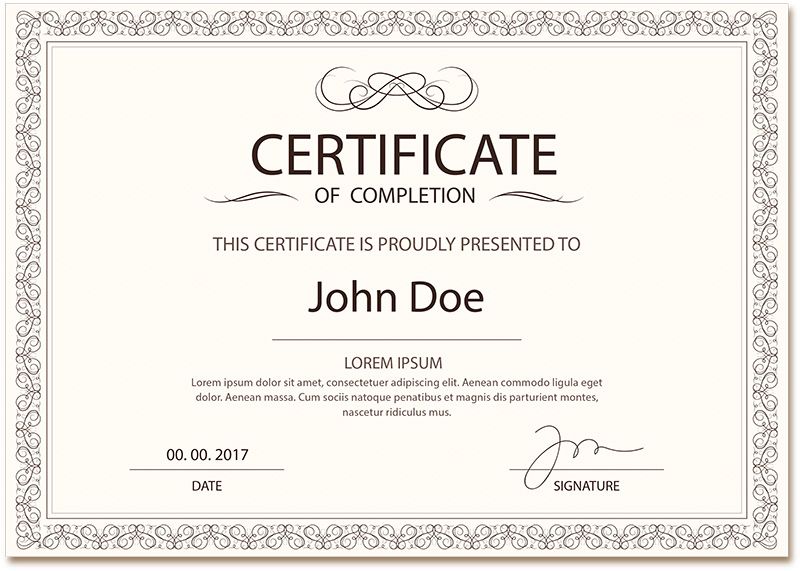 CERTIFICATE
OF COMPLETION
THIS CERTIFICATE IS PROUDLY PRESENTED TO
John Doe
LOREM IPSUM
Lorem ipsum dolor sit amet, consectetuer adipiscing elit. Aenean commodo ligula eget
dolor. Aenean massa. Cum sociis natoque penatibus et magnis dis parturient montes,
nascetur ridiculus mus.
00. 00. 2017
DATE
SIGNATURE